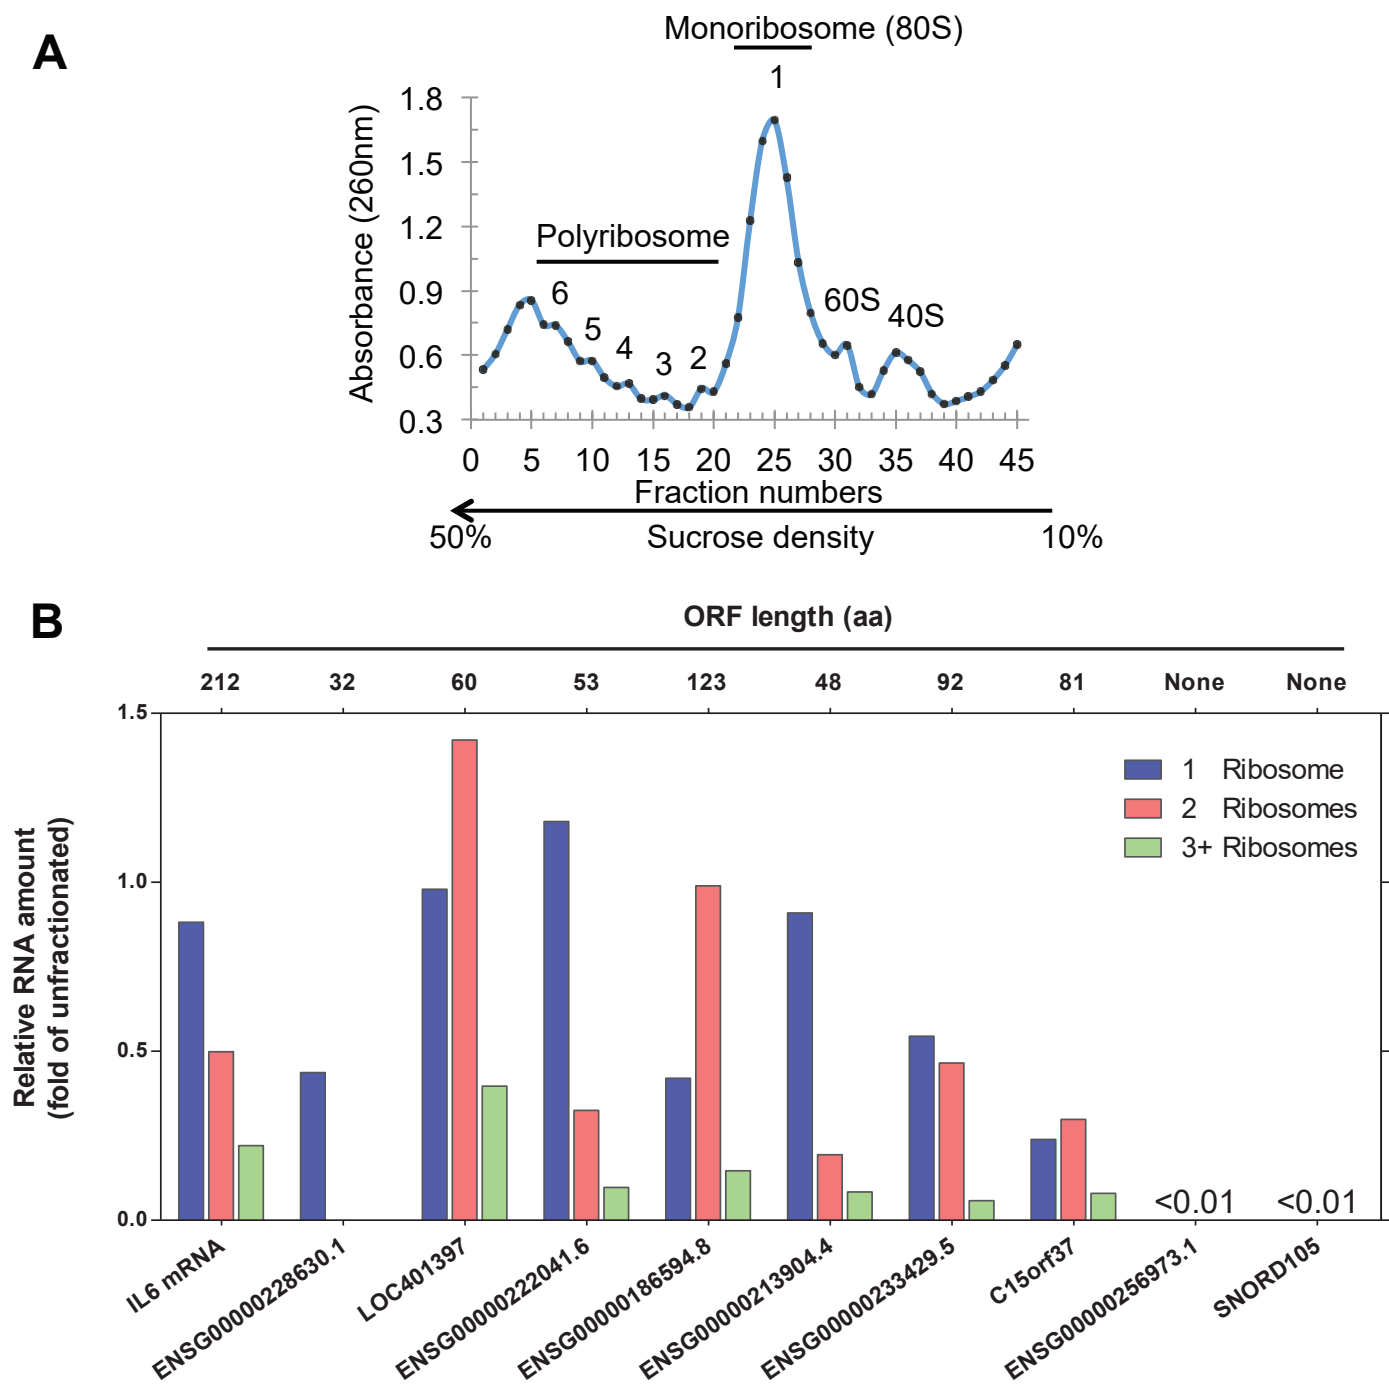 A
Monoribosome (80S)
1
Polyribosome
6
5
4
3
2
60S
40S
Absorbance (260nm)
1.8
1.5
1.2
0.9
0.6
0.3
0 5 10 15 20 25 30 35 40 45
Fraction numbers
50% Sucrose density 10%
B
ORF length (aa)
212 32 60 53 123 48 92 81 None None
Relative RNA amount
(fold of unfractionated)
1.5
1.0
0.5
0.0
1 Ribosome
2 Ribosomes
3+ Ribosomes
<0.01 <0.01
IL6 mRNA
ENSG00000228630.1
LOC401397
ENSG00000222041.6
ENSG00000186594.8
ENSG00000213904.4
ENSG00000233429.5
C15orf37
ENSG00000256973.1
SNORD105